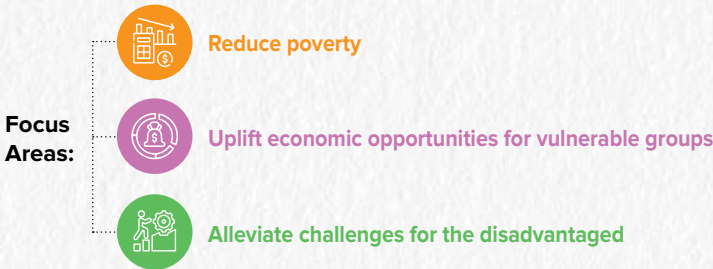 Reduce poverty
Focus
Areas:
Uplift economic opportunities for vulnerable groups
Alleviate challenges for the disadvantaged